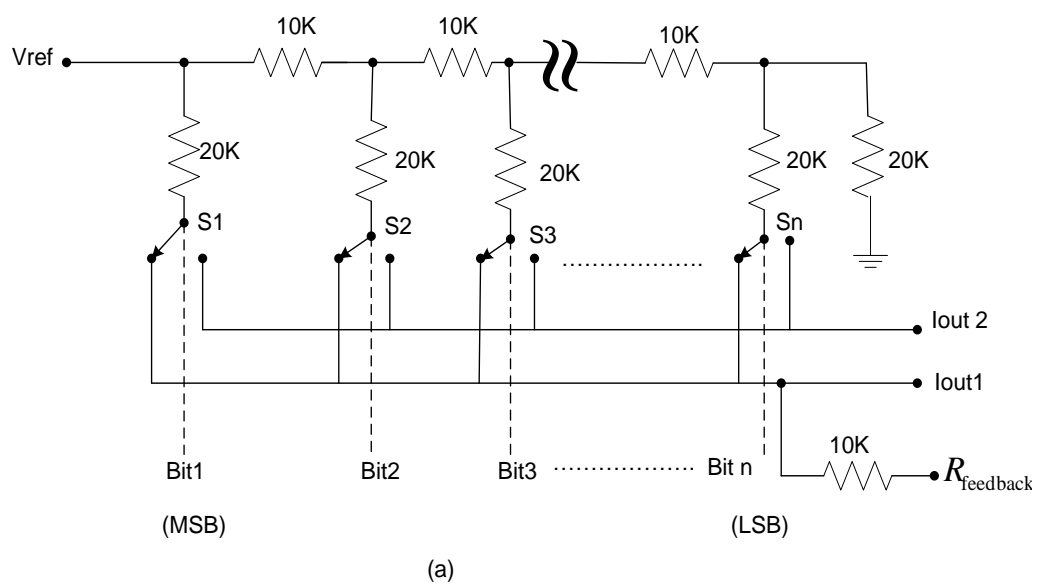 10K 10K 10K
Vref
20K 20K 20K 20K 20K
S1 S2 S3 Sn
Iout 2
Iout1
10K
Bit1 Bit2 Bit3 Bit n
R feedback
(MSB) (LSB)
(a)